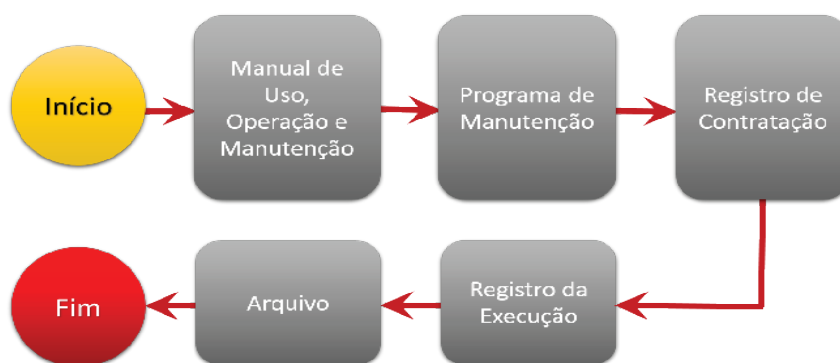 Início
Manual de
Uso,
Operação e
Manutenção
Programa de
Manutenção
Registro de
Contratação
Registro da
Execução
Arquivo
Fim